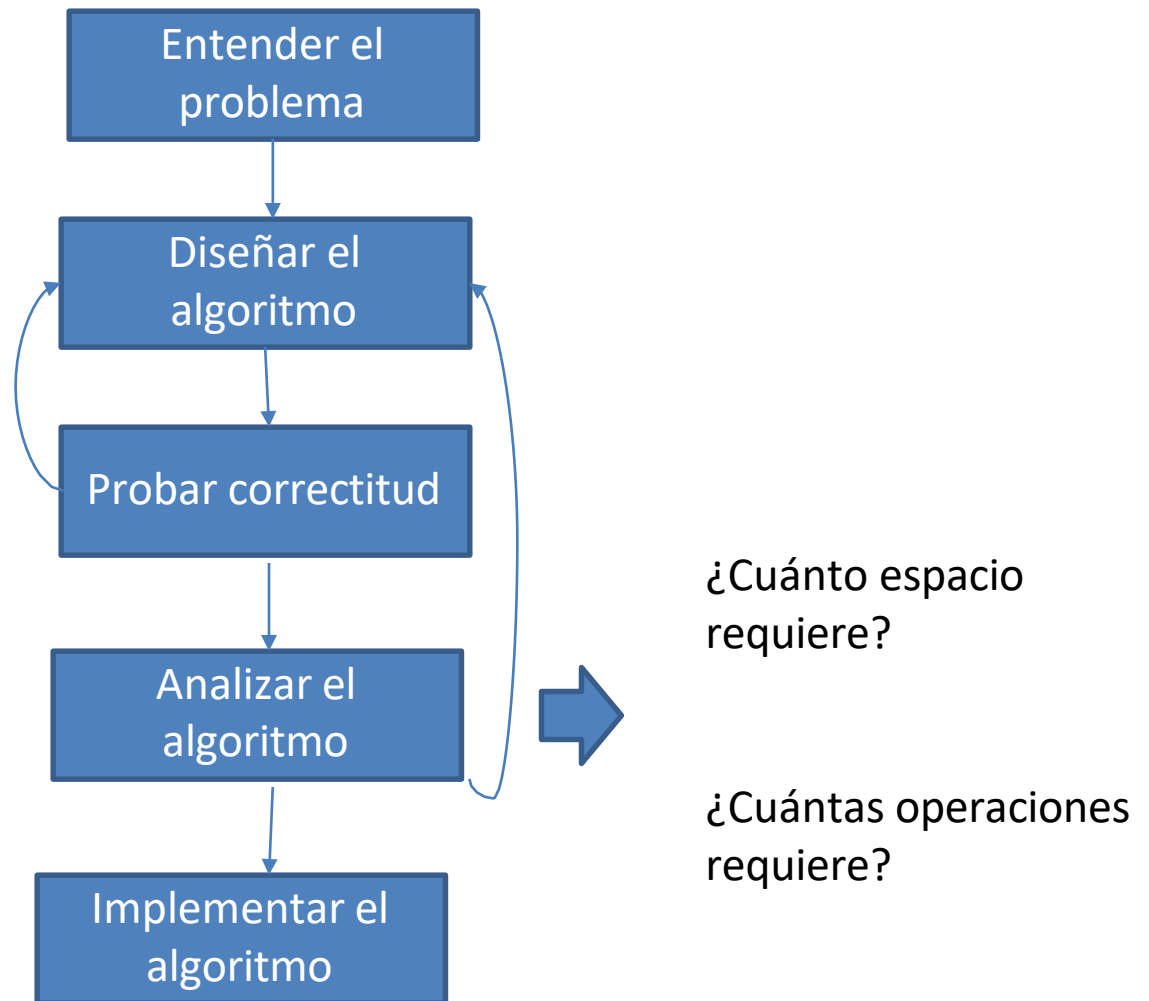 Entender el
problema
Diseñar el
algoritmo
Probar correctitud
¿Cuánto espacio
requiere?
Analizar el
algoritmo
¿Cuántas operaciones
requiere?
Implementar el
algoritmo